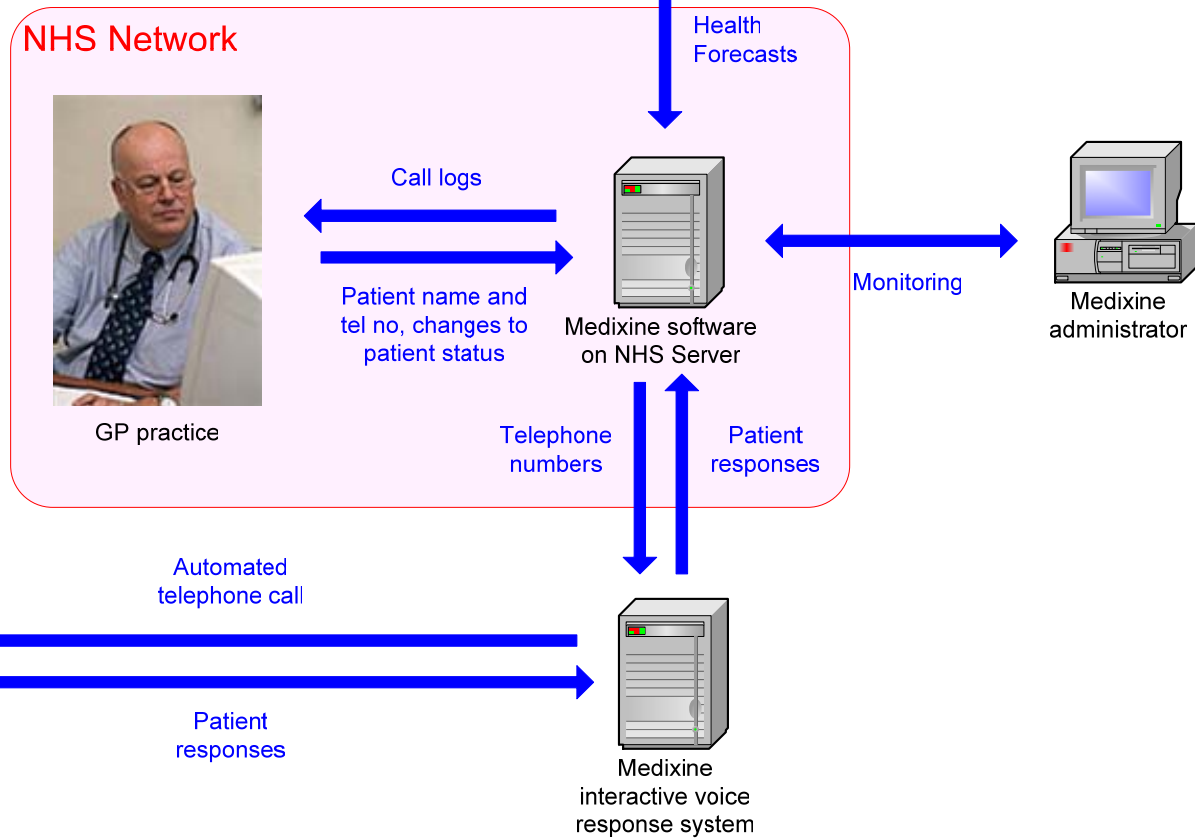 Health
Forecasts
NHS Network
Call logs
Patient name and
tel no, changes to
patient status
Medixine software
on NHS Server
Monitoring
Medixine
administrator
GP practice
Telephone
numbers
Patient
responses
Automated
telephone call
Patient
responses
Medixine
interactive voice
response system